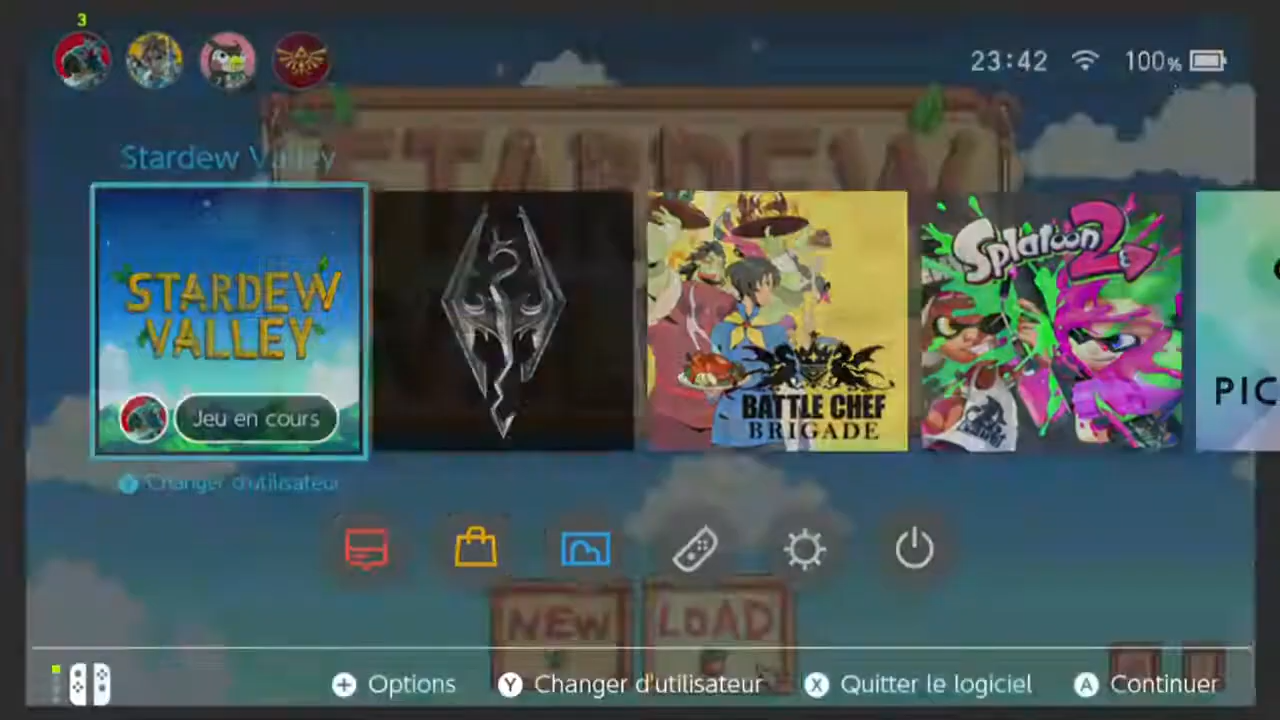 3
23:42 100%
STARDEW
Stardew Valley
STARDEW
VALLEY
Jeu en cours
BATTLE CHEF
BRIGADE
Splatoon 2
PIC
Y Changer d'utilisateur
NEW LOAD
+ Options Y Changer d'utilisateur X Quitter le logiciel A Continuer